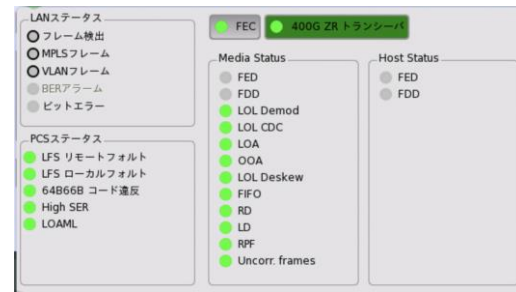 LANステータス
フレーム検出
MPLSフレーム
VLANフレーム
BERアラーム
ビットエラー
PCSステータス
LFS リモートフォルト
LFS ローカルフォルト
64B66B コード違反
High SER
LOAML
FEC
400G ZR トランシーバ
Media Status
FED
FDD
LOL Demod
LOL CDC
LOA
OOA
LOL Deskew
FIFO
RD
LD
RPF
Uncorr. frames
Host Status
FED
FDD